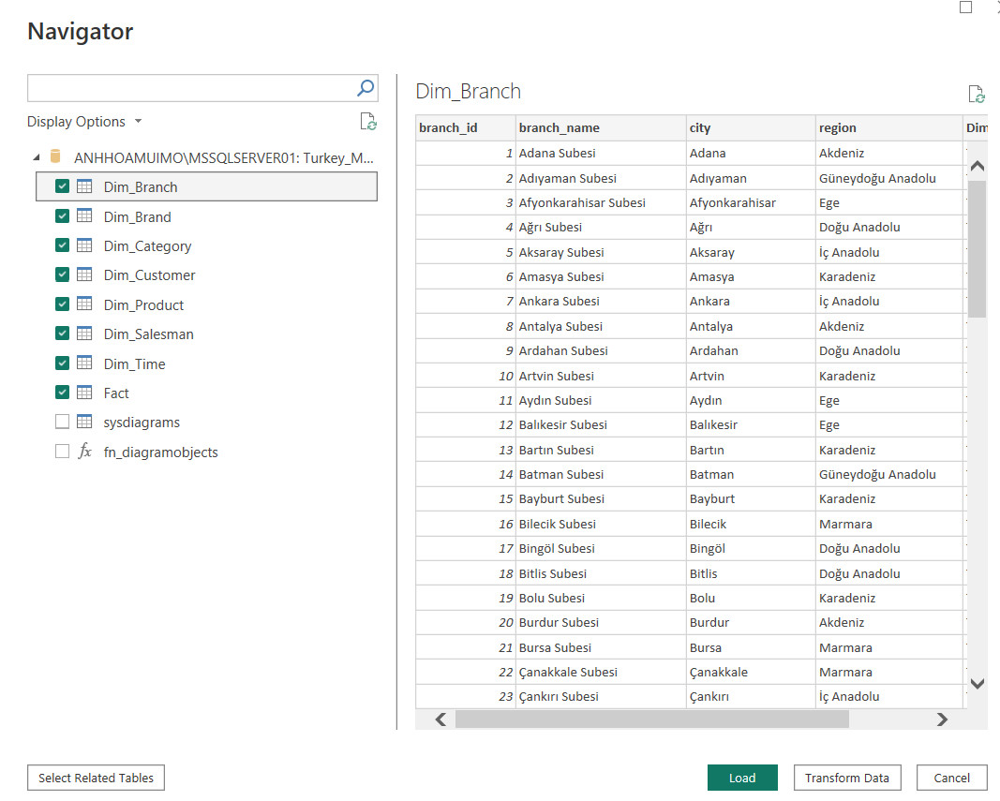 Navigator
Display Options
ANHHOAMUIMO\MSSQLSERVER01: Turkey_M...
Dim_Branch
Dim_Brand
Dim_Category
Dim_Customer
Dim_Product
Dim_Salesman
Dim_Time
Fact
sysdiagrams
fx fn_diagramobjects
Dim_Branch
branch_id branch_name city region Dim
1 Adana Subesi Adana Akdeniz
2 Adıyaman Subesi Adıyaman Güneydoğu Anadolu
3 Afyonkarahisar Subesi Afyonkarahisar Ege
4 Ağrı Subesi Ağrı Doğu Anadolu
5 Aksaray Subesi Aksaray İç Anadolu
6 Amasya Subesi Amasya Karadeniz
7 Ankara Subesi Ankara İç Anadolu
8 Antalya Subesi Antalya Akdeniz
9 Ardahan Subesi Ardahan Doğu Anadolu
10 Artvin Subesi Artvin Karadeniz
11 Aydın Subesi Aydın Ege
12 Balıkesir Subesi Balıkesir Ege
13 Bartın Subesi Bartın Karadeniz
14 Batman Subesi Batman Güneydoğu Anadolu
15 Bayburt Subesi Bayburt Karadeniz
16 Bilecik Subesi Bilecik Marmara
17 Bingöl Subesi Bingöl Doğu Anadolu
18 Bitlis Subesi Bitlis Doğu Anadolu
19 Bolu Subesi Bolu Karadeniz
20 Burdur Subesi Burdur Akdeniz
21 Bursa Subesi Bursa Marmara
22 Çanakkale Subesi Çanakkale Marmara
23 Çankırı Subesi Çankırı İç Anadolu
Select Related Tables
Load
Transform Data
Cancel